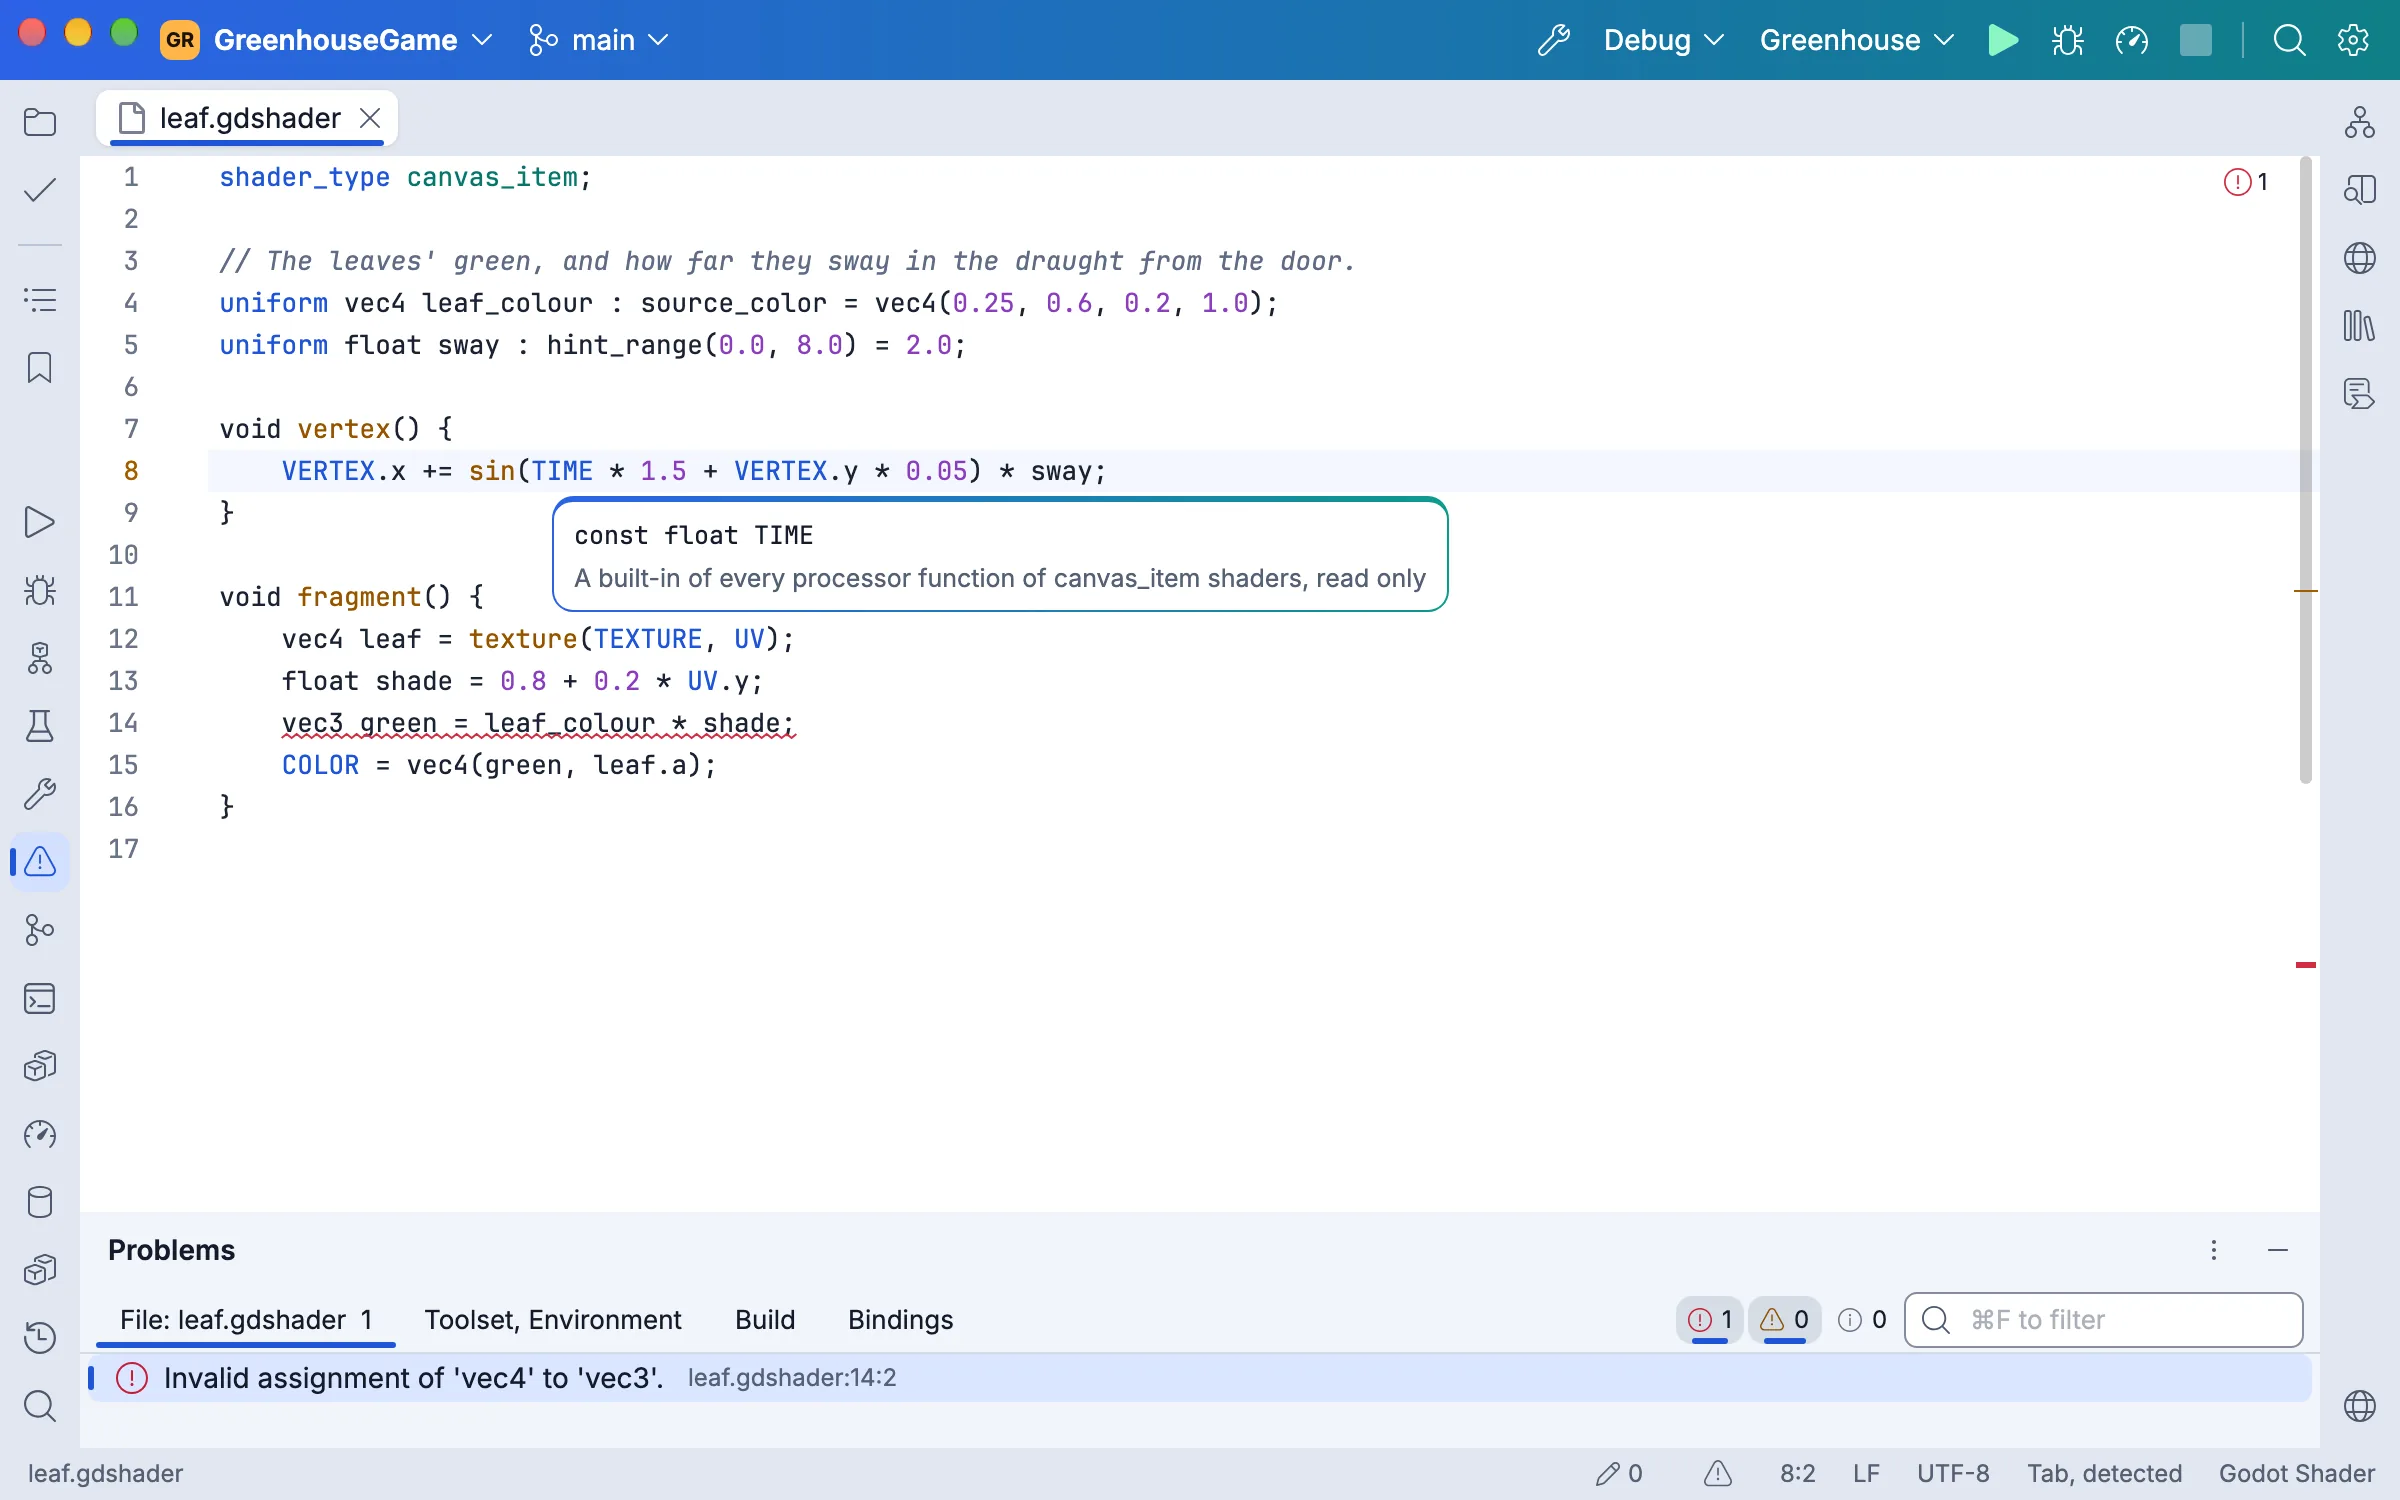 GR GreenhouseGame main Debug Greenhouse
leaf.gdshader
1 shader_type canvas_item;
1
2
3 // The leaves' green, and how far they sway in the draught from the door.
4 uniform vec4 leaf_colour : source_color = vec4(0.25, 0.6, 0.2, 1.0);
5 uniform float sway : hint_range(0.0, 8.0) = 2.0;
6
7 void vertex() {
8 VERTEX.x += sin(TIME * 1.5 + VERTEX.y * 0.05) * sway;
9 }
const float TIME
10
A built-in of every processor function of canvas_item shaders, read only
11 void fragment() {
12 vec4 leaf = texture(TEXTURE, UV);
13 float shade = 0.8 + 0.2 * UV.y;
14 vec3 green = leaf_colour * shade;
15 COLOR = vec4(green, leaf.a);
16 }
17
Problems
File: leaf.gdshader 1 Toolset, Environment Build Bindings 1 0 0 ⌘F to filter
Invalid assignment of 'vec4' to 'vec3'. leaf.gdshader:14:2
leaf.gdshader 0 8:2 LF UTF-8 Tab, detected Godot Shader